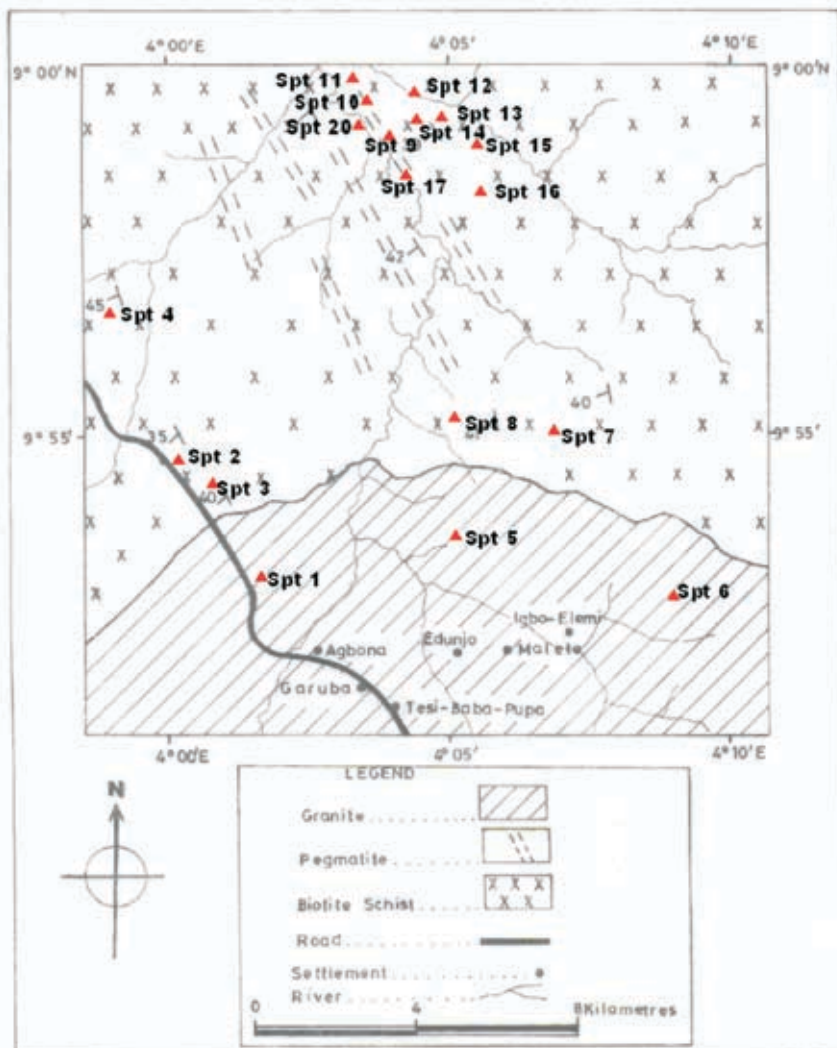 4°00'E 4°05' 4°10'E
9°00'N 9°00'N
Spt 11
Spt 12
Spt 10
Spt 13
Spt 20
Spt 14
Spt 9
Spt 15
Spt 17
Spt 16
42
45
Spt 4
40
Spt 8
9°55' 9°55'
Spt 7
35
Spt 2
Spt 3
40
Spt 5
Spt 1
Spt 6
Igbo-Elemi
Agbona Edunjo Malete
Garuba
Tesi-Baba-Pupa
4°00'E 4°05' 4°10'E
LEGEND
N
Granite
Pegmatite
Biotite Schist
Road
Settlement
River
0 4 8 Kilometres